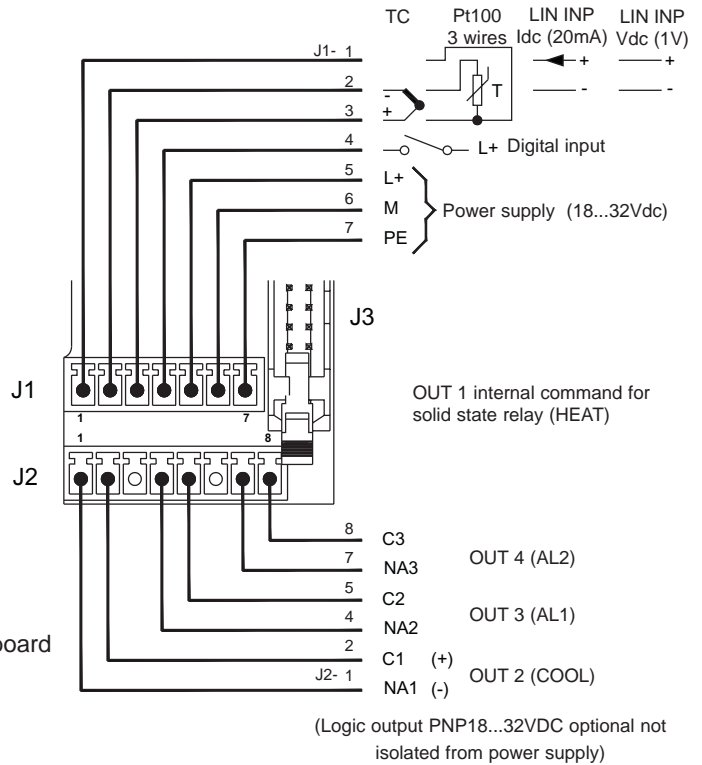 TC Pt100 LIN INP LIN INP
3 wires Idc (20mA) Vdc (1V)
J1- 1 + +
2 - - -
3 + T
4 L+ Digital input
5 L+
6 M Power supply (18...32Vdc)
7 PE
J3
J1
OUT 1 internal command for
solid state relay (HEAT)
1 7
1 8
J2
8 C3
7 NA3 OUT 4 (AL2)
5 C2
4 NA2 OUT 3 (AL1)
oard
2 C1 (+)
J2- 1 NA1 (-) OUT 2 (COOL)
(Logic output PNP18...32VDC optional not
isolated from power supply)